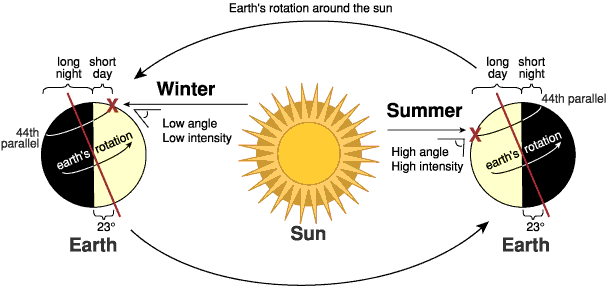 Earth's rotation around the sun
long
night
short
day
Winter
Low angle
Low intensity
44th
parallel
earth's rotation
23°
Earth
Sun
Summer
High angle
High intensity
long
day
short
night
44th parallel
earth's rotation
23°
Earth
X
X